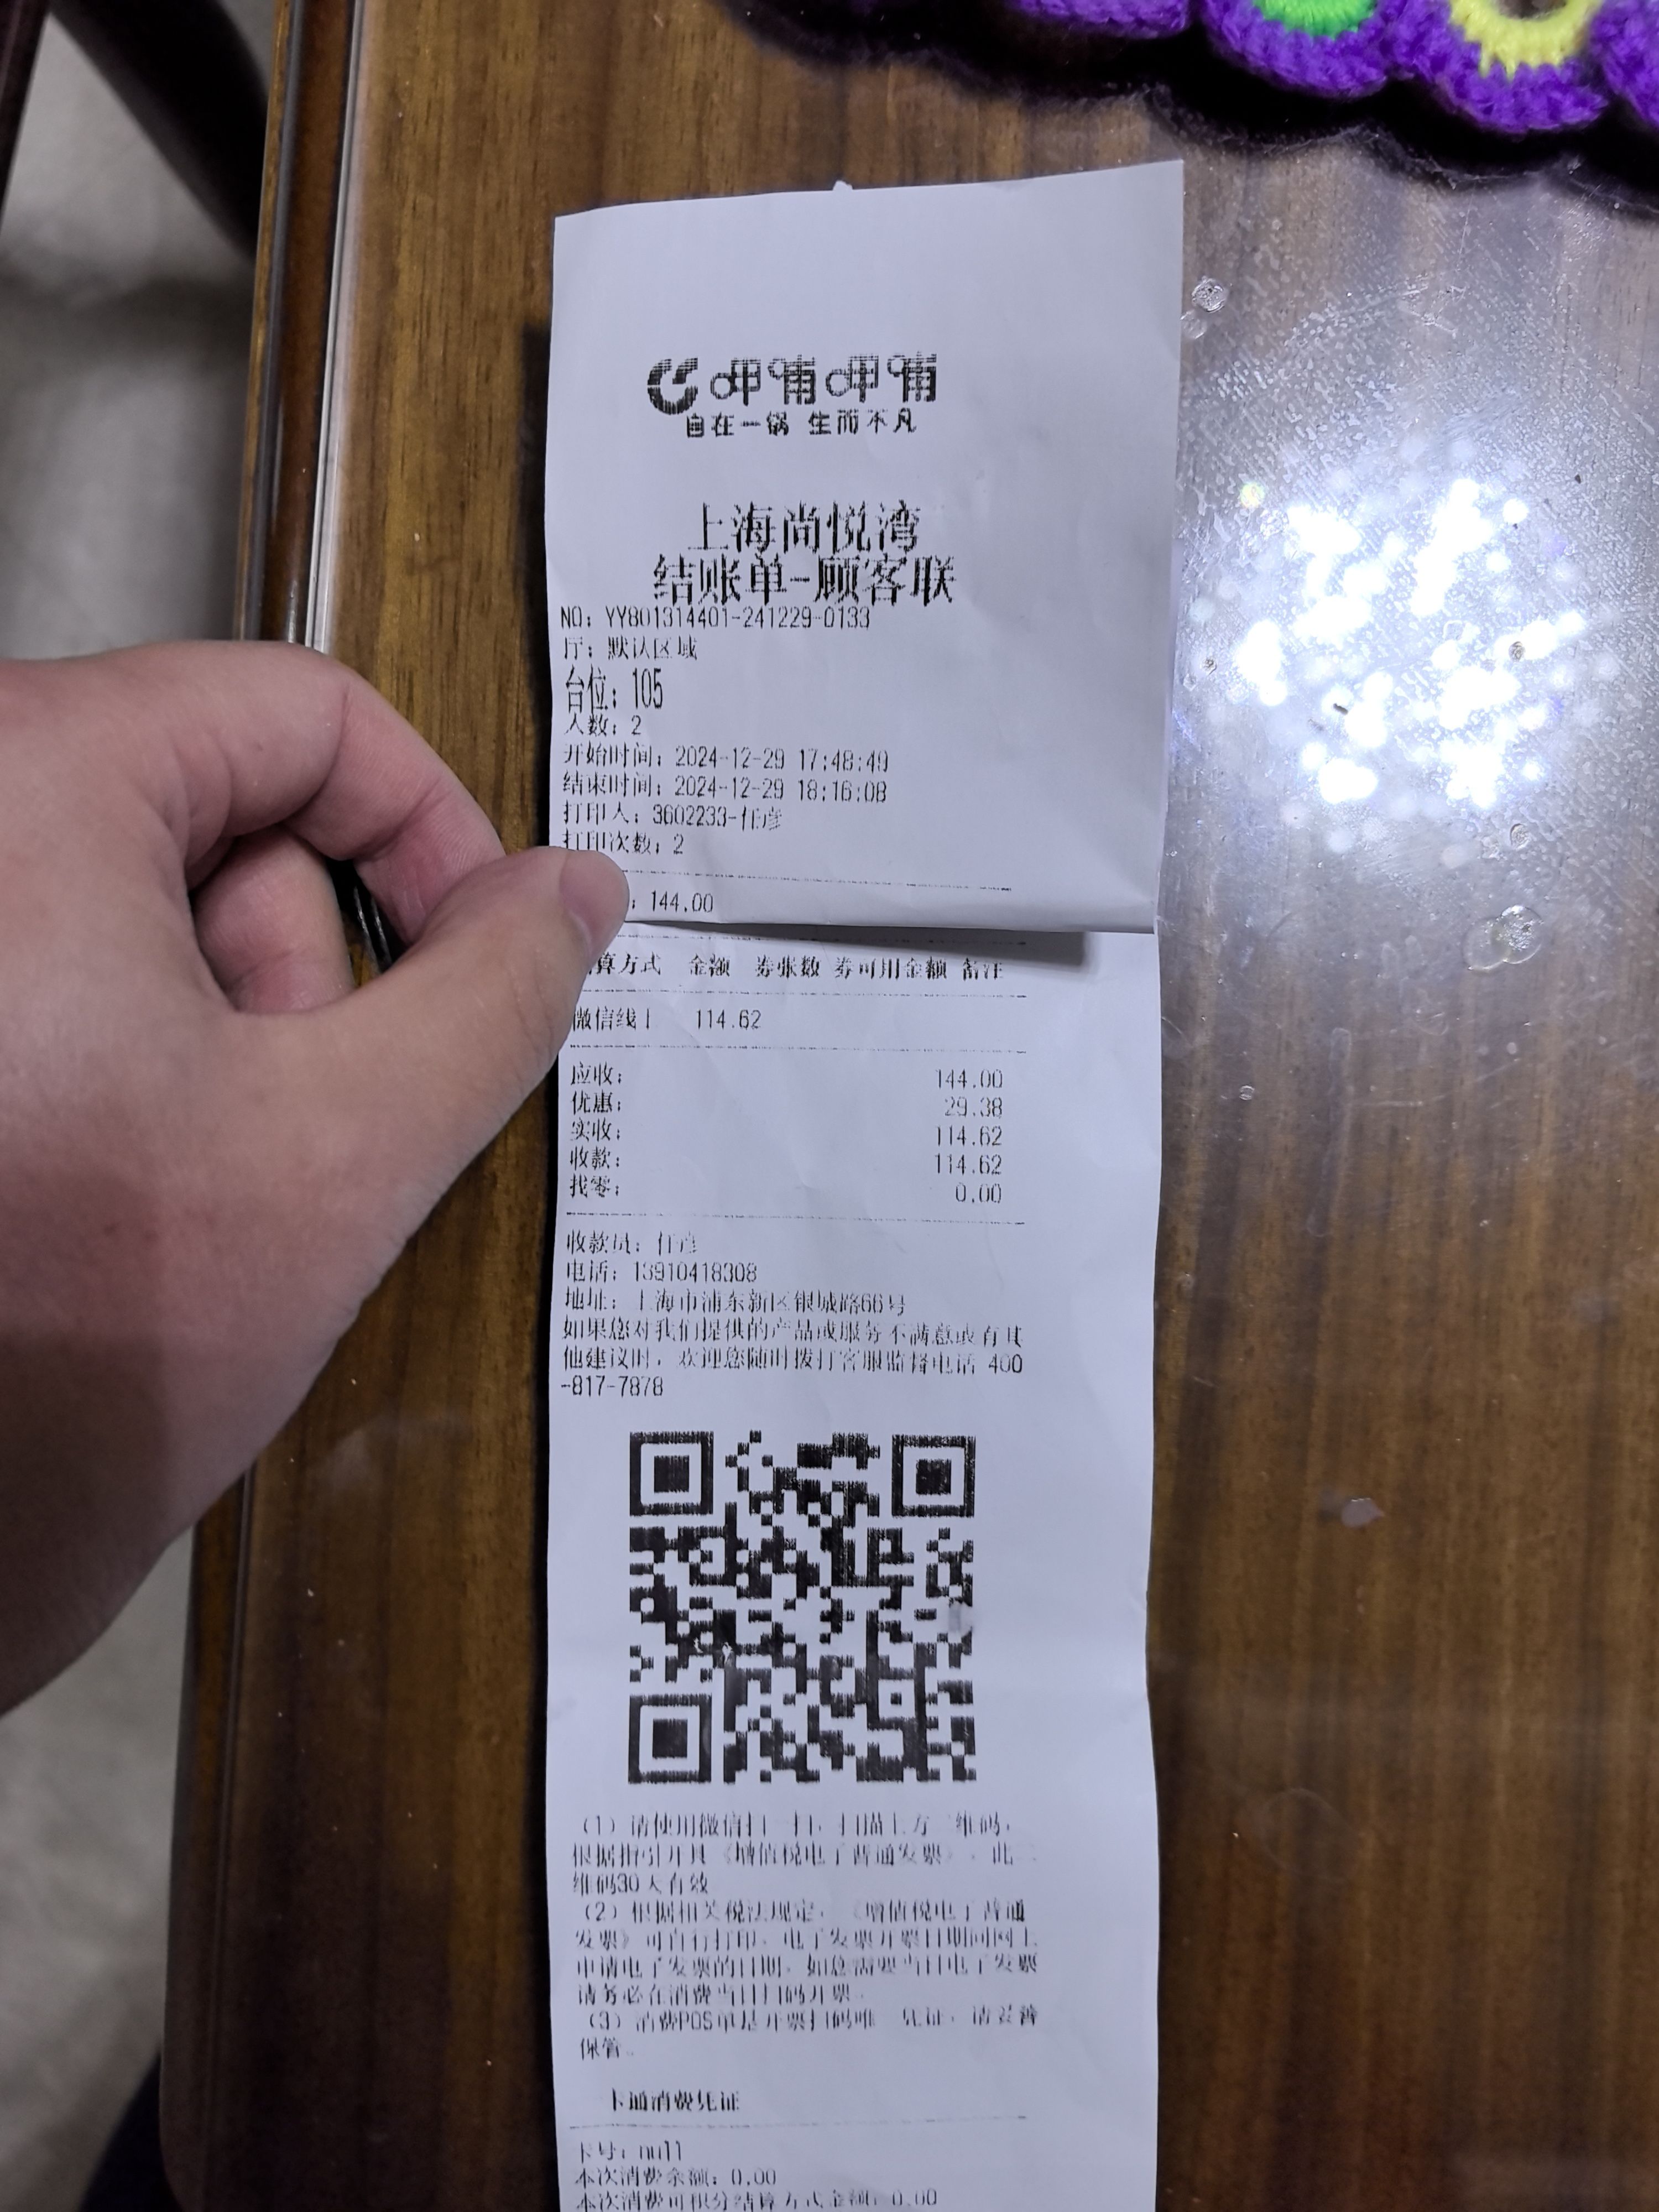 呷哺呷哺
自在一锅 生而不凡
上海尚悦湾
结账单-顾客联
NO: YY801314401-241229-0133
厅: 默认区域
台位: 105
人数: 2
开始时间: 2024-12-29 17:48:49
结束时间: 2024-12-29 18:16:08
打印人: 3602233-任彦
打印次数: 2
: 144.00
算方式 金额 券张数 券可用金额 备注
微信线上 114.62
应收: 144.00
优惠: 29.38
实收: 114.62
收款: 114.62
找零: 0.00
收款员: 任彦
电话: 13910418308
地址: 上海市浦东新区银城路66号
如果您对我们提供的产品或服务不满意或有其
他建议时, 欢迎您随时拨打客服监督电话 400
-817-7878
(1) 请使用微信扫一扫, 扫描上方二维码,
根据指引开具《增值税电子普通发票》, 此二
维码30天有效
(2) 根据相关税法规定, 《增值税电子普通
发票》可自行打印, 电子发票开票日期同网上
申请电子发票的日期, 如您需要当日电子发票
请务必在消费当日扫码开票。
(3) 消费POS单是开票扫码唯一凭证, 请妥善
保管。
卡通消费凭证
卡号: null
本次消费余额: 0.00
本次消费可积分结算方式金额: 0.00